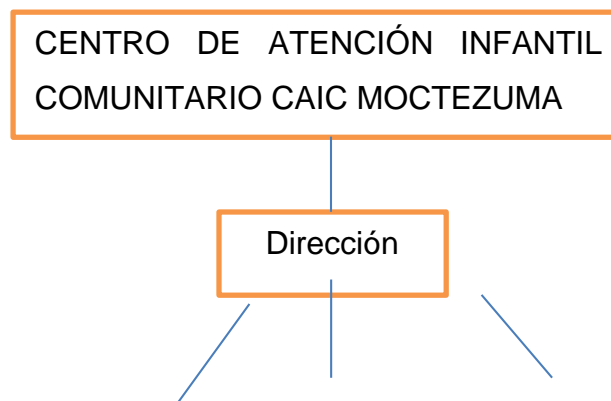 CENTRO DE ATENCIÓN INFANTIL
COMUNITARIO CAIC MOCTEZUMA
Dirección